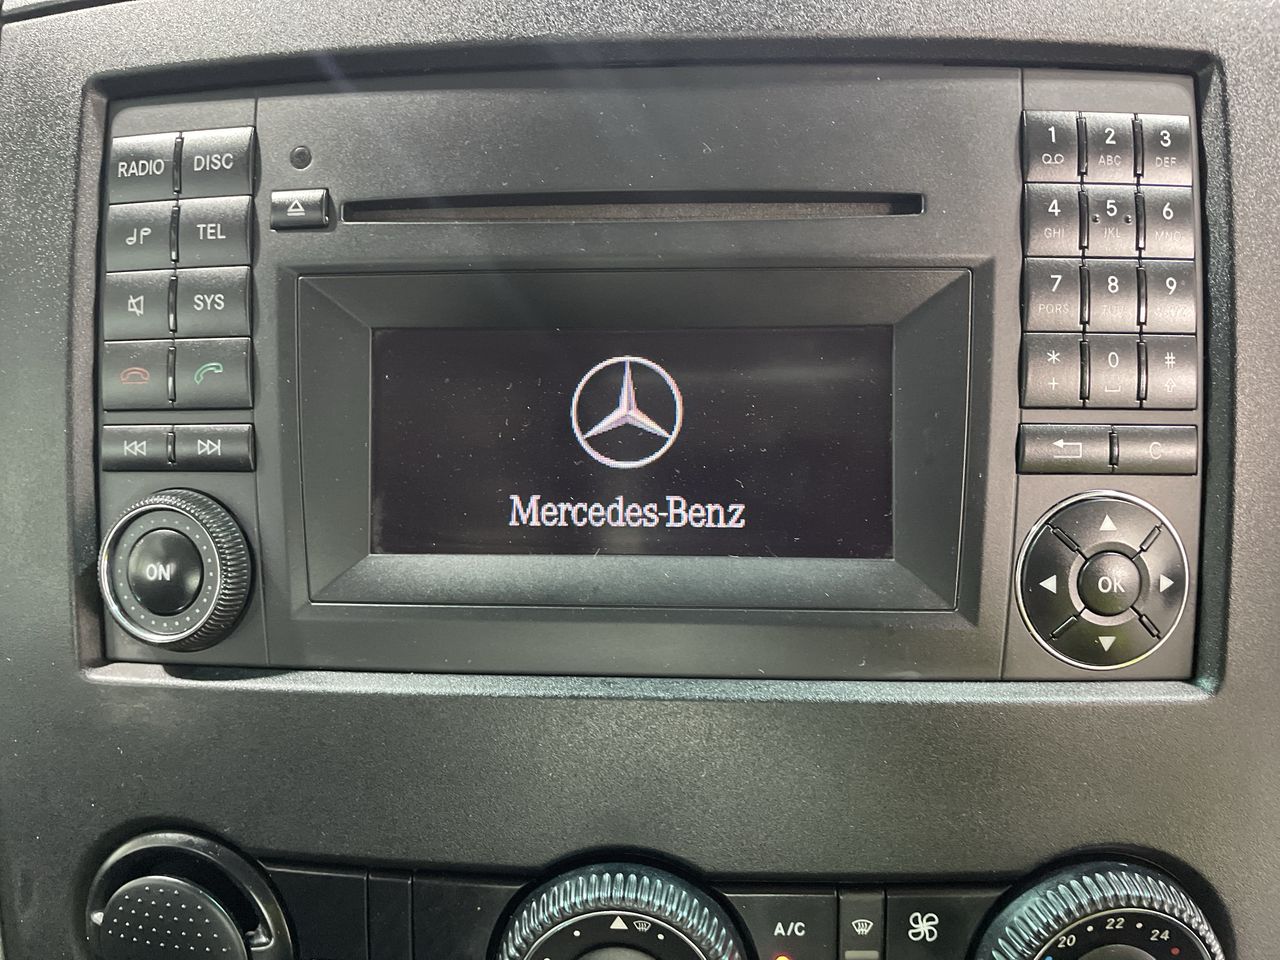 RADIO DISC
TEL
SYS
ON
Mercedes-Benz
1 2 3
ABC DEF
4 5 6
GHI JKL MNO
7 8 9
PQRS
* 0 #
+
C
OK
A/C
20 22 24